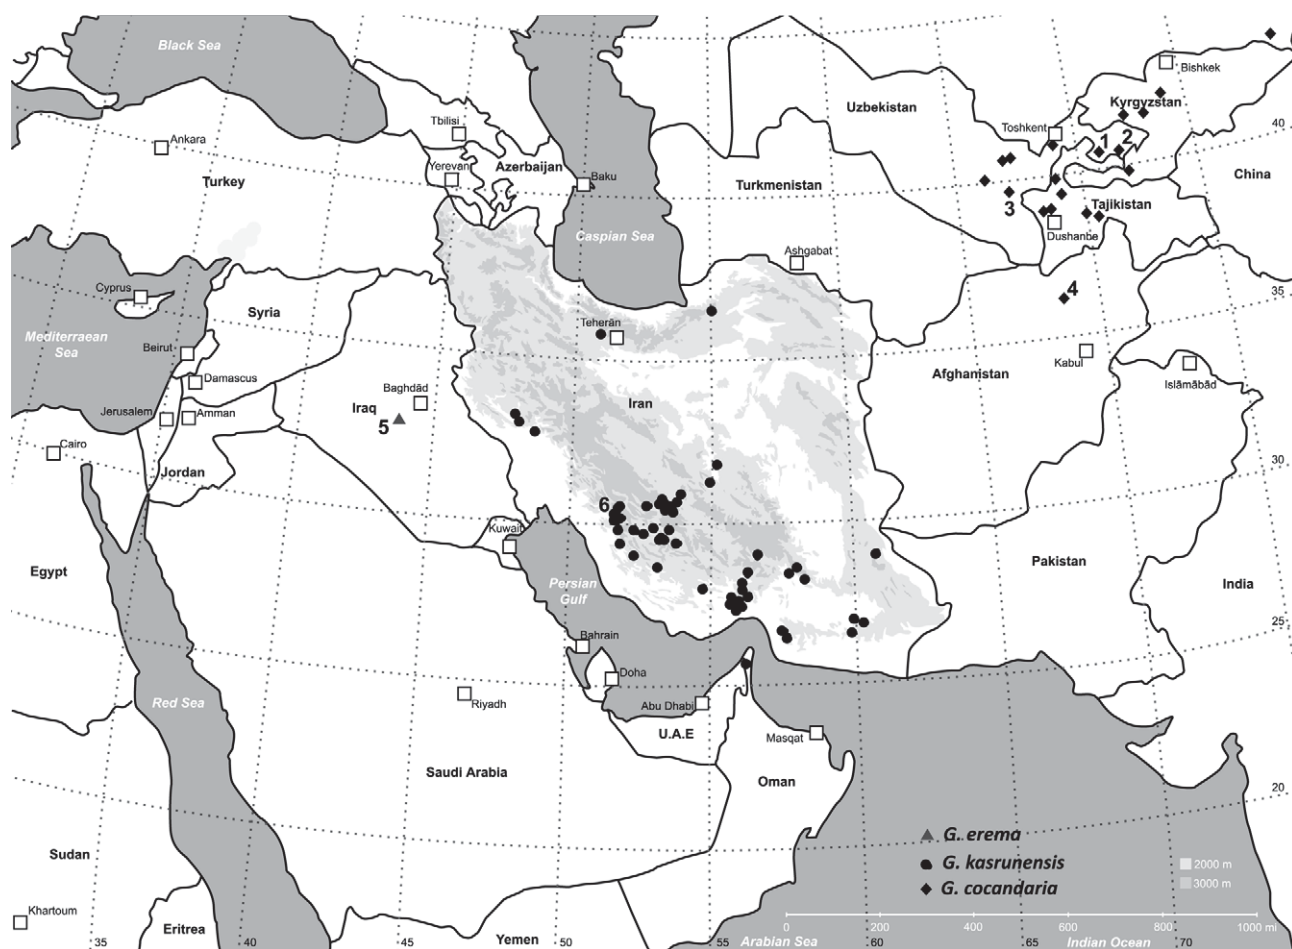 Black Sea
Bishkek
Kyrgyzstan
Uzbekistan
Toshkent
40
Tbilisi
Ankara
1
2
Yerevan
Azerbaijan
Baku
Turkey
Turkmenistan
China
3
Tajikistan
Dushanbe
Caspian Sea
Ashgabat
Cyprus
4
35
Syria
Teherān
Mediterraean
Sea
Beirut
Kabul
Islāmābād
Damascus
Afghanistan
Baghdād
Iraq
Iran
Jerusalem
Amman
5
Cairo
Jordan
30
6
Kuwait
Egypt
Pakistan
India
Persian
Gulf
25
Bahrain
Doha
Red Sea
Riyadh
Abu Dhabi
U.A.E
Masqat
Saudi Arabia
Oman
20
G. erema
G. kasrunensis
G. cocandaria
2000 m
3000 m
Sudan
Khartoum
Eritrea
Yemen
0
200
400
600
800
1000 mi
35
40
45
50
55
Arabian Sea
60
65
Indian Ocean
70